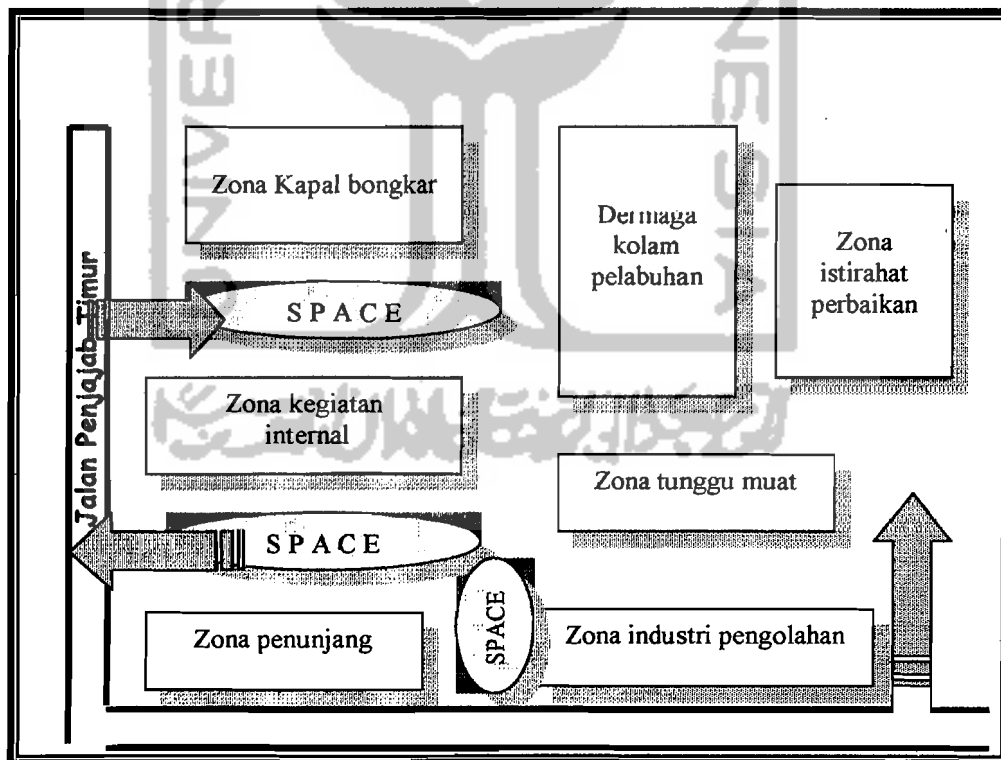 Zona Kapal bongkar
Dermaga
kolam
pelabuhan
Zona
istirahat
perbaikan
Jalan Penjajab Timur
SPACE
Zona kegiatan
internal
Zona tunggu muat
SPACE
SPACE
Zona penunjang
Zona industri pengolahan